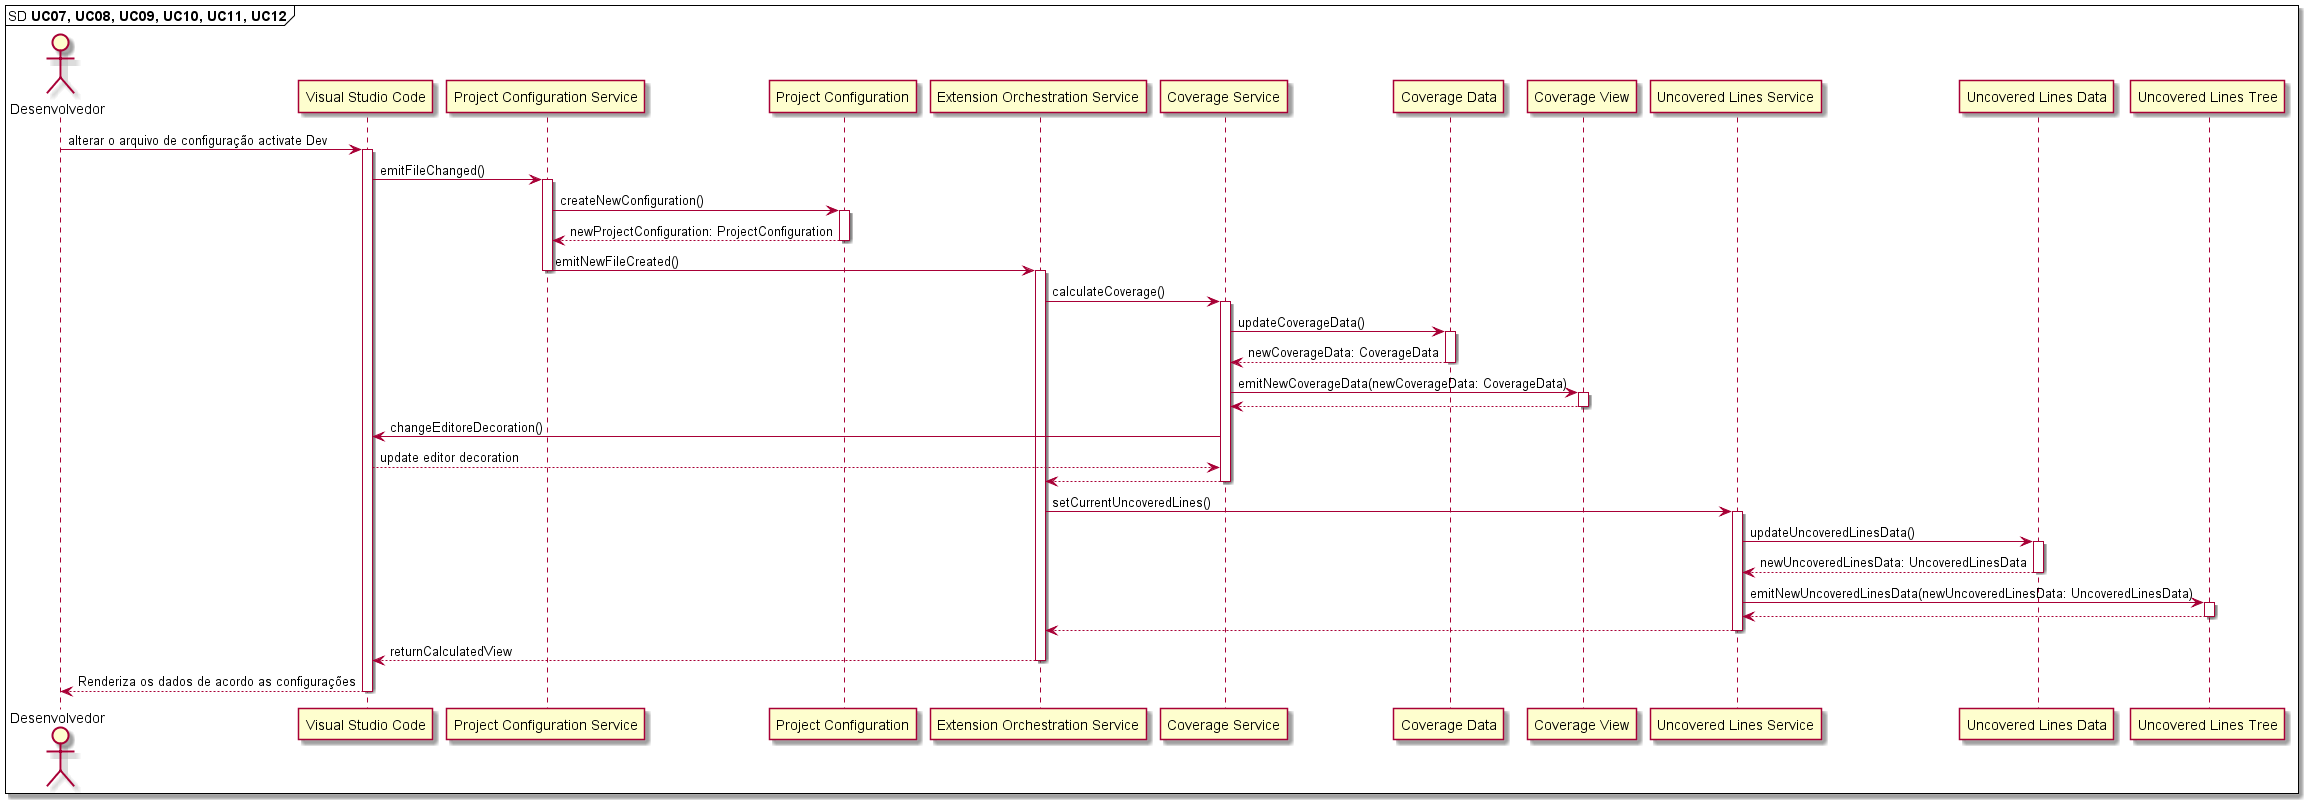 SD UC07, UC08, UC09, UC10, UC11, UC12
Desenvolvedor
Visual Studio Code
Project Configuration Service
Project Configuration
Extension Orchestration Service
Coverage Service
Coverage Data
Coverage View
Uncovered Lines Service
Uncovered Lines Data
Uncovered Lines Tree
alterar o arquivo de configuração activate Dev
emitFileChanged()
createNewConfiguration()
newProjectConfiguration: ProjectConfiguration
emitNewFileCreated()
calculateCoverage()
updateCoverageData()
newCoverageData: CoverageData
emitNewCoverageData(newCoverageData: CoverageData)
changeEditoreDecoration()
update editor decoration
setCurrentUncoveredLines()
updateUncoveredLinesData()
newUncoveredLinesData: UncoveredLinesData
emitNewUncoveredLinesData(newUncoveredLinesData: UncoveredLinesData)
returnCalculatedView
Renderiza os dados de acordo as configurações
Desenvolvedor
Visual Studio Code
Project Configuration Service
Project Configuration
Extension Orchestration Service
Coverage Service
Coverage Data
Coverage View
Uncovered Lines Service
Uncovered Lines Data
Uncovered Lines Tree